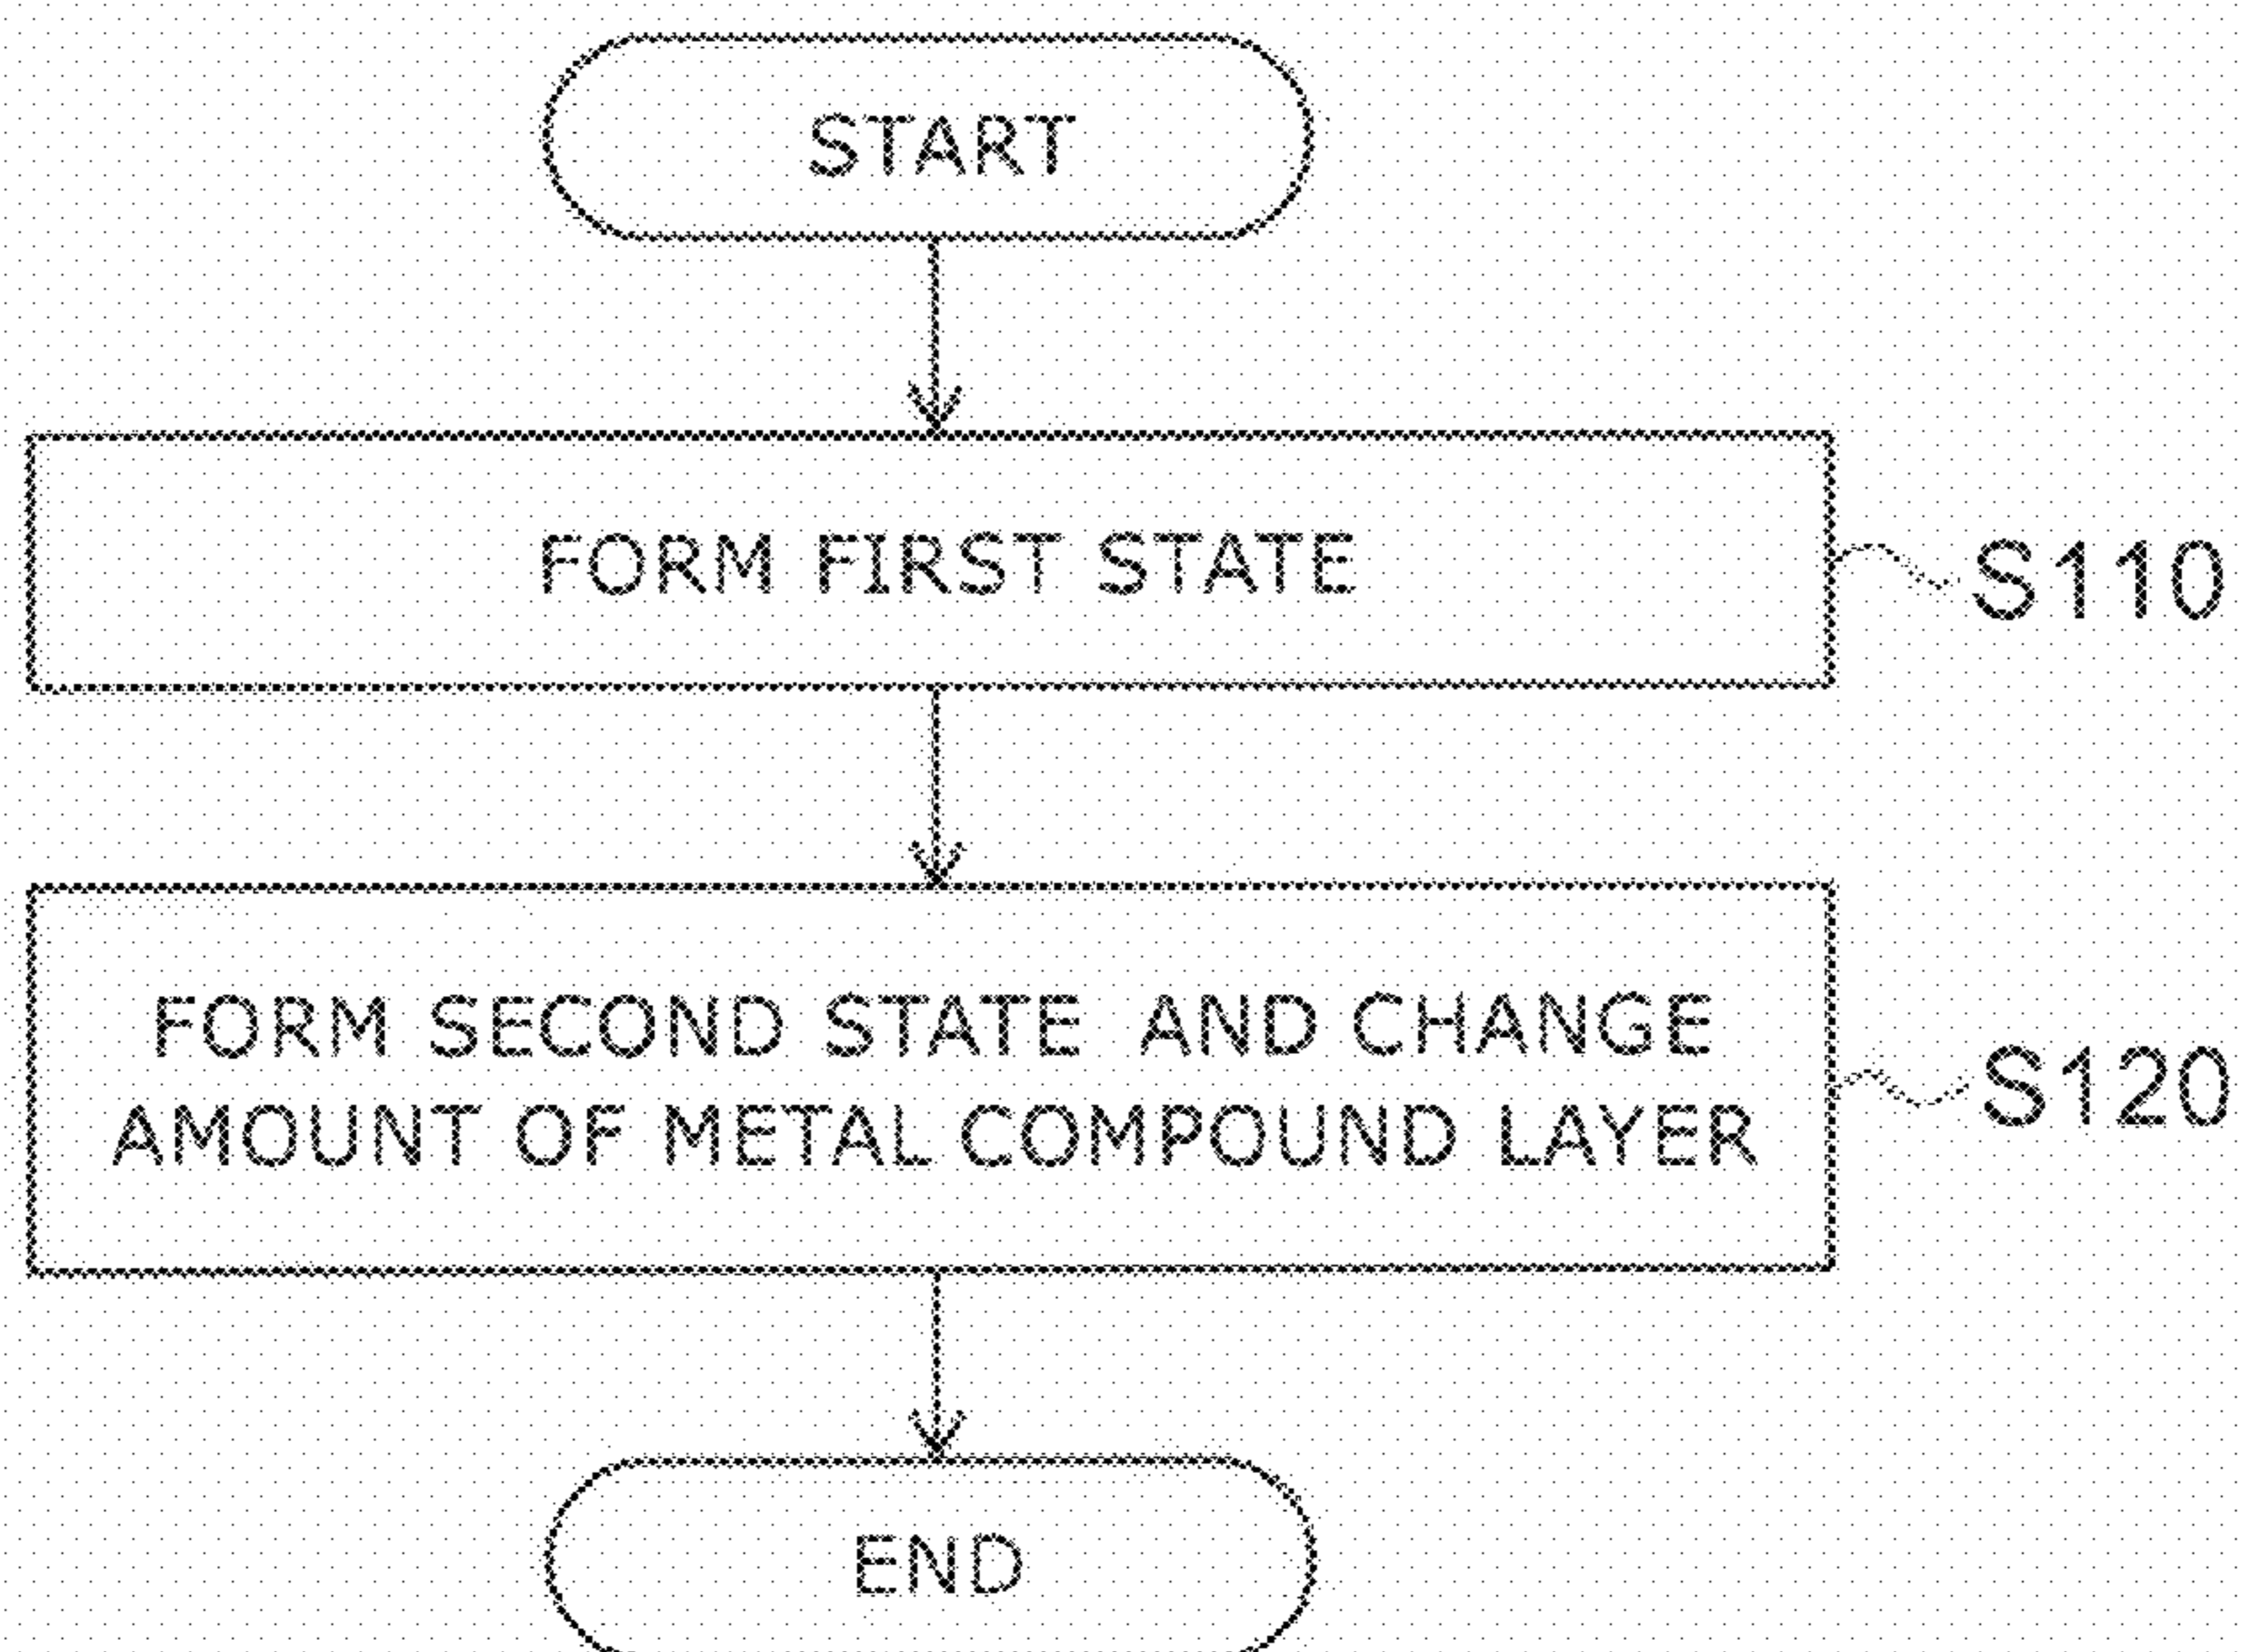 START
FORM FIRST STATE
S110
FORM SECOND STATE AND CHANGE
AMOUNT OF METAL COMPOUND LAYER
S120
END